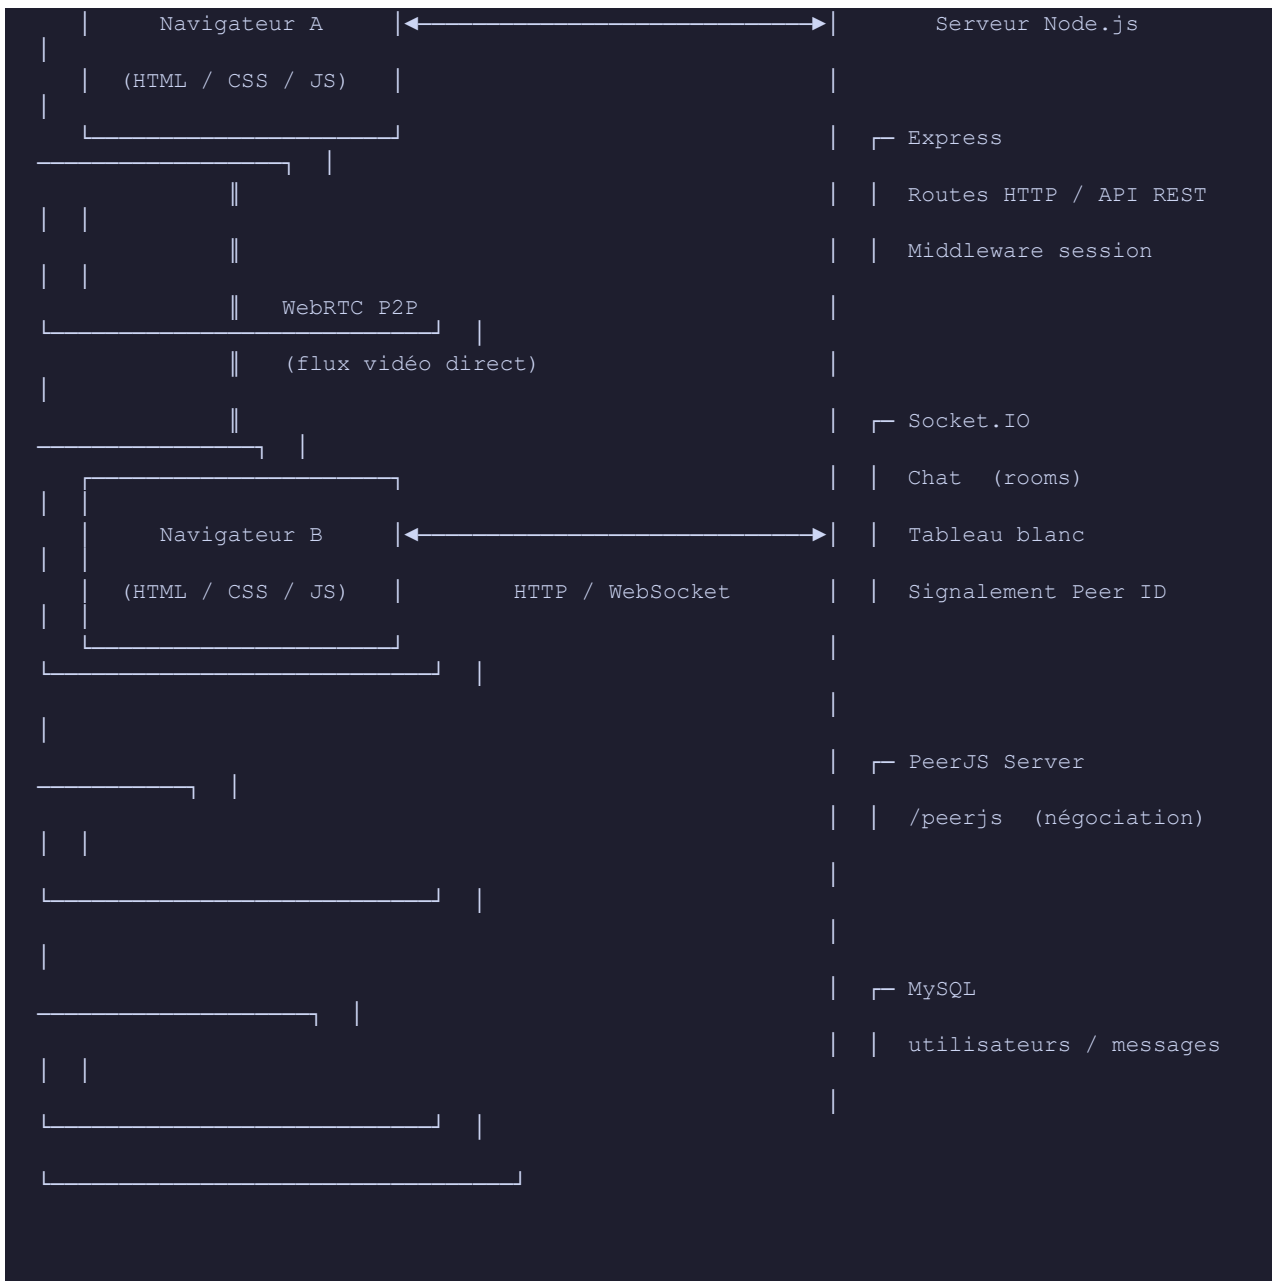 Navigateur A Serveur Node.js
(HTML / CSS / JS)
Express
Routes HTTP / API REST
Middleware session
WebRTC P2P
(flux vidéo direct)
Socket.IO
Chat (rooms)
Navigateur B Tableau blanc
(HTML / CSS / JS) HTTP / WebSocket Signalement Peer ID
PeerJS Server
/peerjs (négociation)
MySQL
utilisateurs / messages